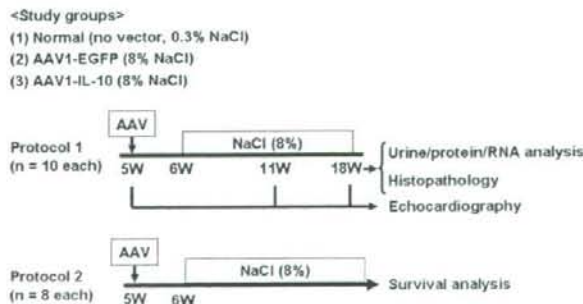 <Study groups>
(1) Normal (no vector, 0.3% NaCl)
(2) AAV1-EGFP (8% NaCl)
(3) AAV1-IL-10 (8% NaCl)
AAV
Protocol 1
(n = 10 each)
NaCl (8%)
5W 6W 11W 18W
Urine/protein/RNA analysis
Histopathology
Echocardiography
AAV
Protocol 2
(n = 8 each)
NaCl (8%)
5W 6W
Survival analysis